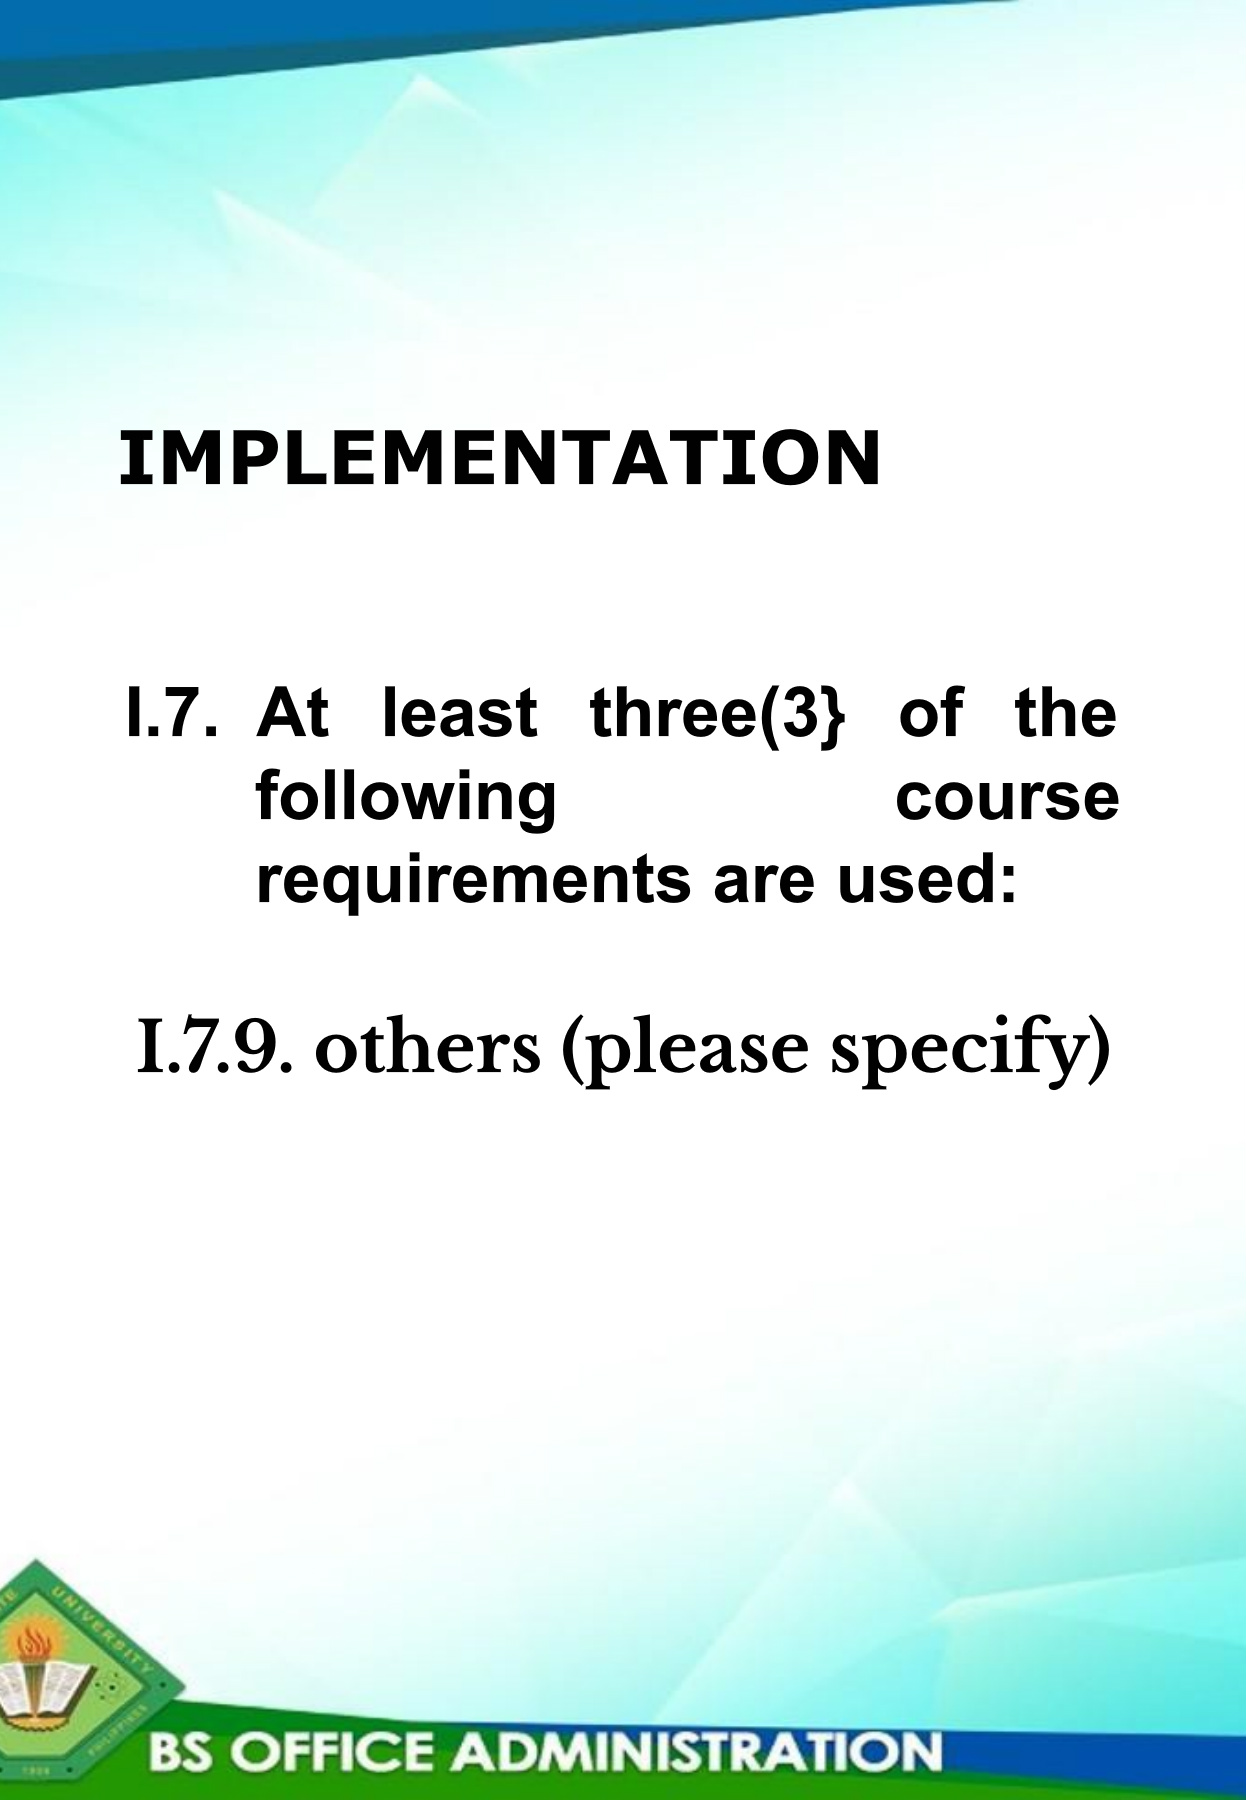 IMPLEMENTATION
I.7. At least three(3} of the
following course
requirements are used:
I.7.9. others (please specify)
UNIVERSITY
PHILIPPINES
BS OFFICE ADMINISTRATION